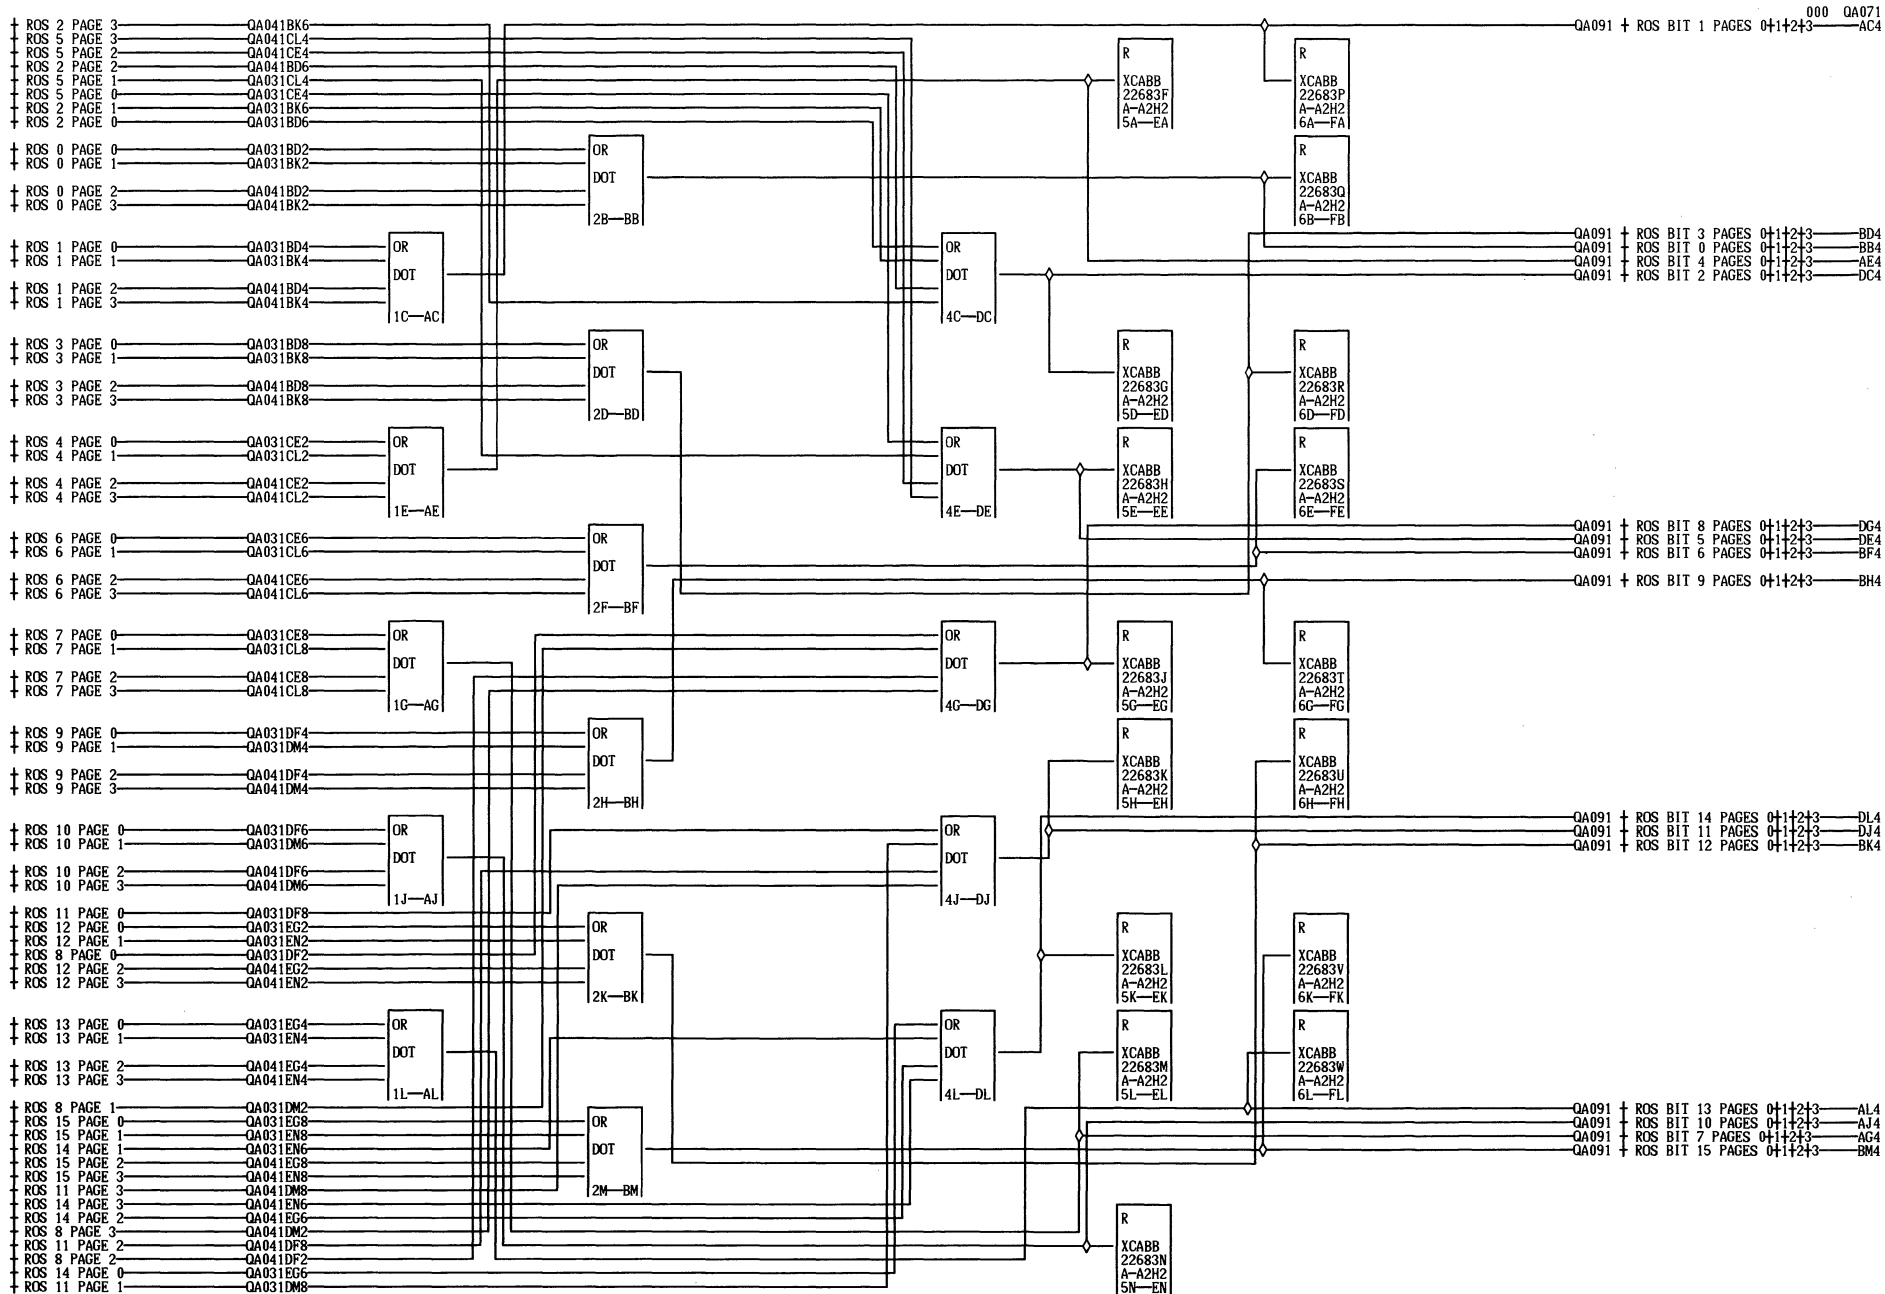 000 QA071
┼ ROS 2 PAGE 3 QA041BK6 QA091 ┼ ROS BIT 1 PAGES 0┼1┼2┼3 AC4
┼ ROS 5 PAGE 3 QA041CL4
┼ ROS 5 PAGE 2 QA041CE4
┼ ROS 2 PAGE 2 QA041BD6
┼ ROS 5 PAGE 1 QA031CL4
┼ ROS 5 PAGE 0 QA031CE4
┼ ROS 2 PAGE 1 QA031BK6
┼ ROS 2 PAGE 0 QA031BD6
R
XCABB
22683F
A-A2H2
5A—EA
R
XCABB
22683P
A-A2H2
6A—FA
┼ ROS 0 PAGE 0 QA031BD2
┼ ROS 0 PAGE 1 QA031BK2
┼ ROS 0 PAGE 2 QA041BD2
┼ ROS 0 PAGE 3 QA041BK2
OR
DOT
2B—BB
R
XCABB
22683Q
A-A2H2
6B—FB
┼ ROS 1 PAGE 0 QA031BD4
┼ ROS 1 PAGE 1 QA031BK4
┼ ROS 1 PAGE 2 QA041BD4
┼ ROS 1 PAGE 3 QA041BK4
OR
DOT
1C—AC
OR
DOT
4C—DC
QA091 ┼ ROS BIT 3 PAGES 0┼1┼2┼3 BD4
QA091 ┼ ROS BIT 0 PAGES 0┼1┼2┼3 BB4
QA091 ┼ ROS BIT 4 PAGES 0┼1┼2┼3 AE4
QA091 ┼ ROS BIT 2 PAGES 0┼1┼2┼3 DC4
┼ ROS 3 PAGE 0 QA031BD8
┼ ROS 3 PAGE 1 QA031BK8
┼ ROS 3 PAGE 2 QA041BD8
┼ ROS 3 PAGE 3 QA041BK8
OR
DOT
2D—BD
R
XCABB
22683G
A-A2H2
5D—ED
R
XCABB
22683R
A-A2H2
6D—FD
┼ ROS 4 PAGE 0 QA031CE2
┼ ROS 4 PAGE 1 QA031CL2
┼ ROS 4 PAGE 2 QA041CE2
┼ ROS 4 PAGE 3 QA041CL2
OR
DOT
1E—AE
OR
DOT
4E—DE
R
XCABB
22683H
A-A2H2
5E—EE
R
XCABB
22683S
A-A2H2
6E—FE
┼ ROS 6 PAGE 0 QA031CE6
┼ ROS 6 PAGE 1 QA031CL6
┼ ROS 6 PAGE 2 QA041CE6
┼ ROS 6 PAGE 3 QA041CL6
OR
DOT
2F—BF
QA091 ┼ ROS BIT 8 PAGES 0┼1┼2┼3 DG4
QA091 ┼ ROS BIT 5 PAGES 0┼1┼2┼3 DE4
QA091 ┼ ROS BIT 6 PAGES 0┼1┼2┼3 BF4
QA091 ┼ ROS BIT 9 PAGES 0┼1┼2┼3 BH4
┼ ROS 7 PAGE 0 QA031CE8
┼ ROS 7 PAGE 1 QA031CL8
┼ ROS 7 PAGE 2 QA041CE8
┼ ROS 7 PAGE 3 QA041CL8
OR
DOT
1G—AG
OR
DOT
4G—DG
R
XCABB
22683J
A-A2H2
5G—EG
R
XCABB
22683T
A-A2H2
6G—FG
┼ ROS 9 PAGE 0 QA031DF4
┼ ROS 9 PAGE 1 QA031DM4
┼ ROS 9 PAGE 2 QA041DF4
┼ ROS 9 PAGE 3 QA041DM4
OR
DOT
2H—BH
R
XCABB
22683K
A-A2H2
5H—EH
R
XCABB
22683U
A-A2H2
6H—FH
┼ ROS 10 PAGE 0 QA031DF6
┼ ROS 10 PAGE 1 QA031DM6
┼ ROS 10 PAGE 2 QA041DF6
┼ ROS 10 PAGE 3 QA041DM6
OR
DOT
1J—AJ
OR
DOT
4J—DJ
QA091 ┼ ROS BIT 14 PAGES 0┼1┼2┼3 DL4
QA091 ┼ ROS BIT 11 PAGES 0┼1┼2┼3 DJ4
QA091 ┼ ROS BIT 12 PAGES 0┼1┼2┼3 BK4
┼ ROS 11 PAGE 0 QA031DF8
┼ ROS 12 PAGE 0 QA031EG2
┼ ROS 12 PAGE 1 QA031EN2
┼ ROS 8 PAGE 0 QA031DF2
┼ ROS 12 PAGE 2 QA041EG2
┼ ROS 12 PAGE 3 QA041EN2
OR
DOT
2K—BK
R
XCABB
22683L
A-A2H2
5K—EK
R
XCABB
22683V
A-A2H2
6K—FK
┼ ROS 13 PAGE 0 QA031EG4
┼ ROS 13 PAGE 1 QA031EN4
┼ ROS 13 PAGE 2 QA041EG4
┼ ROS 13 PAGE 3 QA041EN4
OR
DOT
1L—AL
OR
DOT
4L—DL
R
XCABB
22683M
A-A2H2
5L—EL
R
XCABB
22683W
A-A2H2
6L—FL
┼ ROS 8 PAGE 1 QA031DM2
┼ ROS 15 PAGE 0 QA031EG8
┼ ROS 15 PAGE 1 QA031EN8
┼ ROS 14 PAGE 1 QA031EN6
┼ ROS 15 PAGE 2 QA041EG8
┼ ROS 15 PAGE 3 QA041EN8
┼ ROS 11 PAGE 3 QA041DM8
┼ ROS 14 PAGE 3 QA041EN6
┼ ROS 14 PAGE 2 QA041EG6
┼ ROS 8 PAGE 3 QA041DM2
┼ ROS 11 PAGE 2 QA041DF8
┼ ROS 8 PAGE 2 QA041DF2
┼ ROS 14 PAGE 0 QA031EG6
┼ ROS 11 PAGE 1 QA031DM8
OR
DOT
2M—BM
QA091 ┼ ROS BIT 13 PAGES 0┼1┼2┼3 AL4
QA091 ┼ ROS BIT 10 PAGES 0┼1┼2┼3 AJ4
QA091 ┼ ROS BIT 7 PAGES 0┼1┼2┼3 AG4
QA091 ┼ ROS BIT 15 PAGES 0┼1┼2┼3 BM4
R
XCABB
22683N
A-A2H2
5N—EN